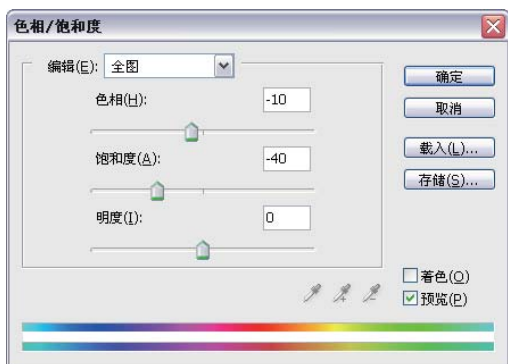 色相/饱和度
编辑(E): 全图
色相(H): -10
饱和度(A): -40
明度(I): 0
确定
取消
载入(L)...
存储(S)...
着色(O)
预览(P)